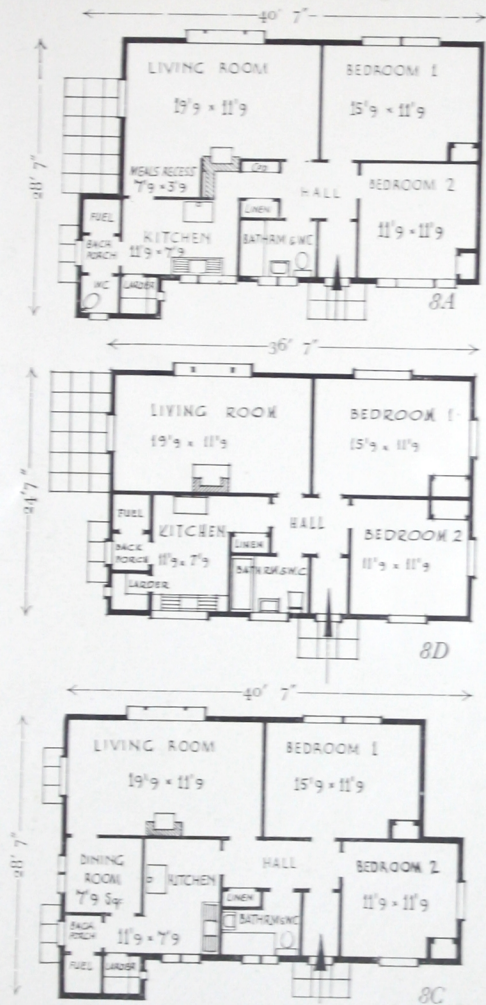 40' 7"
28' 7"
LIVING ROOM
19'9 × 11'9
BEDROOM 1
15'9 × 11'9
MEALS RECESS
7'9 × 3'9
CPD
HALL
BEDROOM 2
11'9 × 11'9
LINEN
FUEL
KITCHEN
11'9 × 7'9
BACK
PORCH
BATHRM & WC
WC
LARDER
8A
36' 7"
24' 7"
LIVING ROOM
19'9 × 11'9
BEDROOM 1
15'9 × 11'9
FUEL
KITCHEN
11'9 × 7'9
HALL
LINEN
BEDROOM 2
11'9 × 11'9
BACK
PORCH
BATHRM & W.C
LARDER
8D
40' 7"
28' 7"
LIVING ROOM
19'9 × 11'9
BEDROOM 1
15'9 × 11'9
DINING
ROOM
7'9 Sqr
KITCHEN
11'9 × 7'9
HALL
BEDROOM 2
11'9 × 11'9
LINEN
BATHRM & WC
BACK
PORCH
FUEL
LARDER
8C